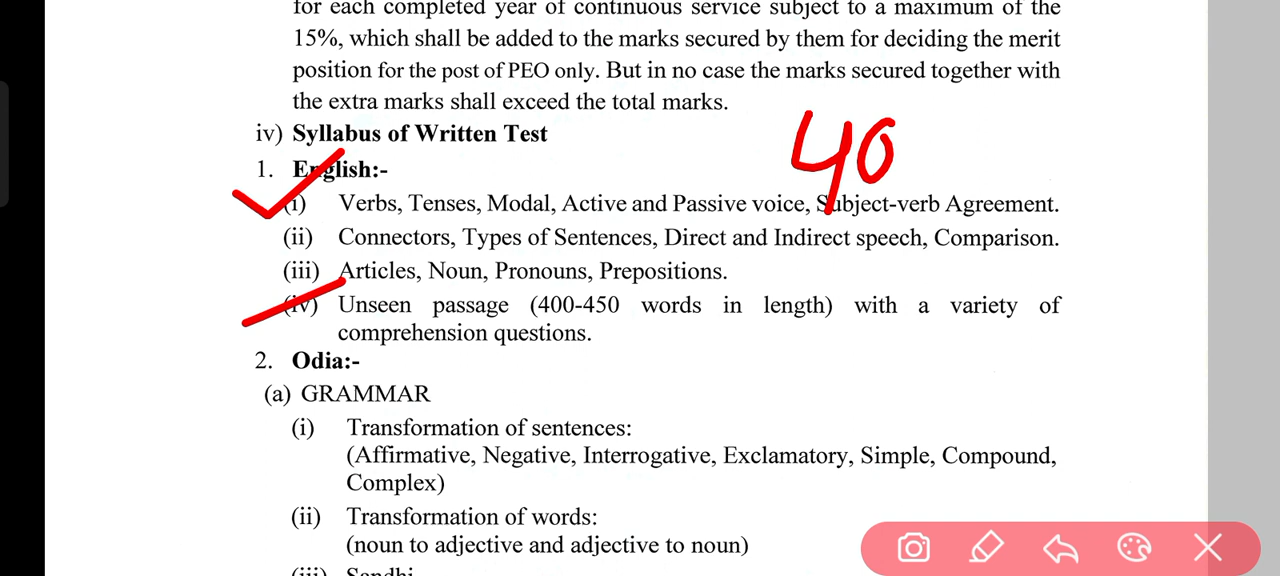 for each completed year of continuous service subject to a maximum of the
15%, which shall be added to the marks secured by them for deciding the merit
position for the post of PEO only. But in no case the marks secured together with
the extra marks shall exceed the total marks.
40
iv) Syllabus of Written Test
1. English:-
(i) Verbs, Tenses, Modal, Active and Passive voice, Subject-verb Agreement.
(ii) Connectors, Types of Sentences, Direct and Indirect speech, Comparison.
(iii) Articles, Noun, Pronouns, Prepositions.
(iv) Unseen passage (400-450 words in length) with a variety of
comprehension questions.
2. Odia:-
(a) GRAMMAR
(i) Transformation of sentences:
(Affirmative, Negative, Interrogative, Exclamatory, Simple, Compound,
Complex)
(ii) Transformation of words:
(noun to adjective and adjective to noun)
(iii) Sandhi